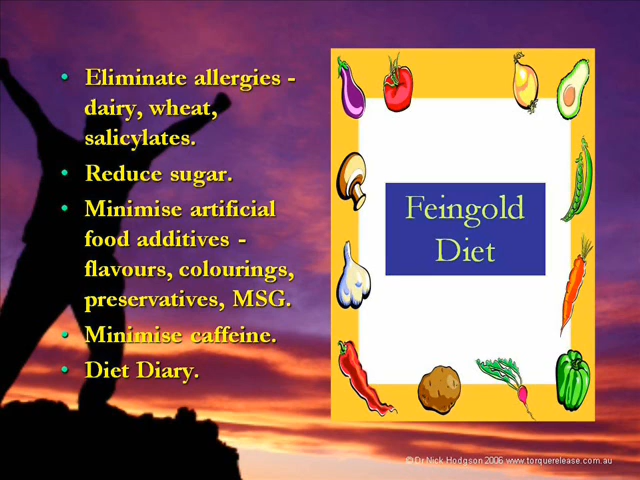 • Eliminate allergies -
dairy, wheat,
salicylates.
• Reduce sugar.
• Minimise artificial
food additives -
flavours, colourings,
preservatives, MSG.
• Minimise caffeine.
• Diet Diary.
Feingold
Diet
© Dr Nick Hodgson 2006 www.torquerelease.com.au